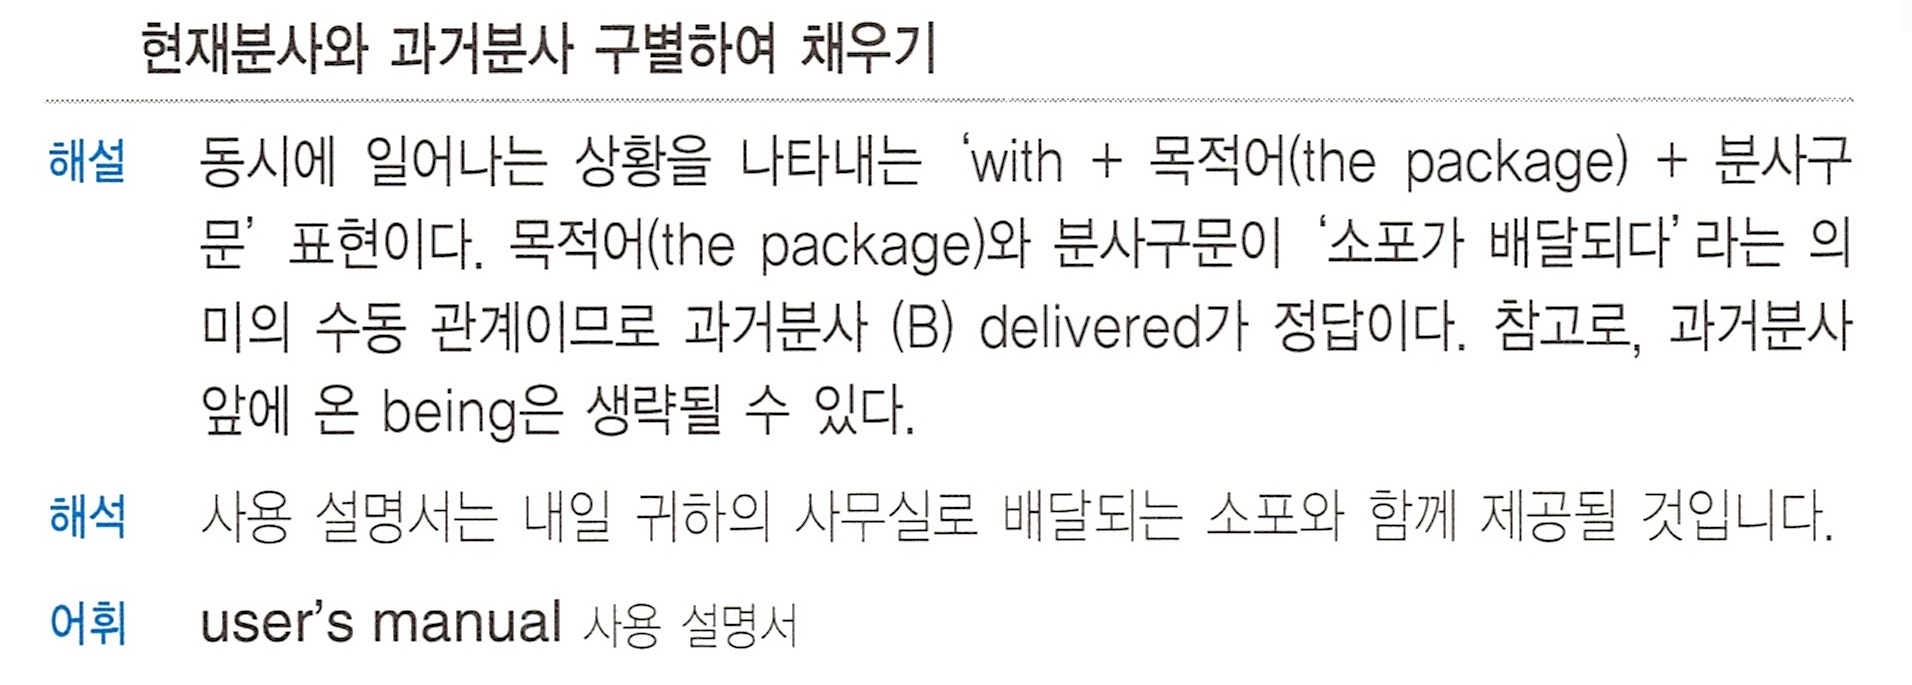 현재분사와 과거분사 구별하여 채우기
해설 동시에 일어나는 상황을 나타내는 ‘with + 목적어(the package) + 분사구
문’ 표현이다. 목적어(the package)와 분사구문이 ‘소포가 배달되다’라는 의
미의 수동 관계이므로 과거분사 (B) delivered가 정답이다. 참고로, 과거분사
앞에 온 being은 생략될 수 있다.
해석 사용 설명서는 내일 귀하의 사무실로 배달되는 소포와 함께 제공될 것입니다.
어휘 user’s manual 사용 설명서